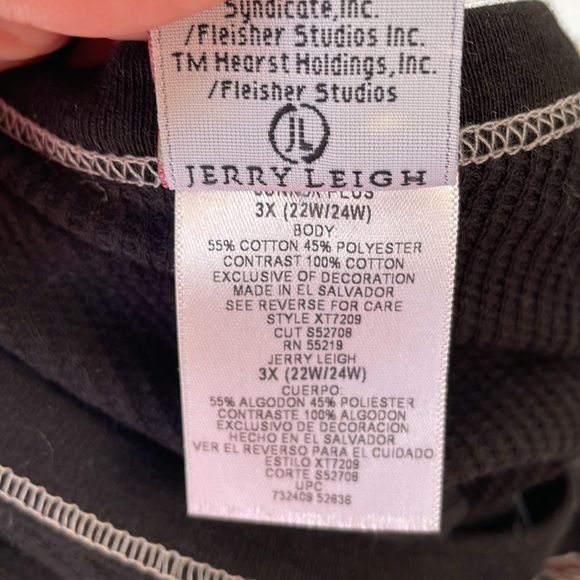 Syndicate, Inc.
/Fleisher Studios Inc.
TM Hearst Holdings, Inc.
/Fleisher Studios
JL
JERRY LEIGH
PLUS
3X (22W/24W)
BODY
55% COTTON 45% POLYESTER
CONTRAST 100% COTTON
EXCLUSIVE OF DECORATION
MADE IN EL SALVADOR
SEE REVERSE FOR CARE
STYLE XT7209
CUT S52708
RN 55219
JERRY LEIGH
3X (22W/24W)
CUERPO:
55% ALGODON 45% POLIESTER
CONTRASTE 100% ALGODON
EXCLUSIVO DE DECORACION
HECHO EN EL SALVADOR
VER EL REVERSO PARA EL CUIDADO
ESTILO XT7209
CORTE S52708
UPC
732409 52636